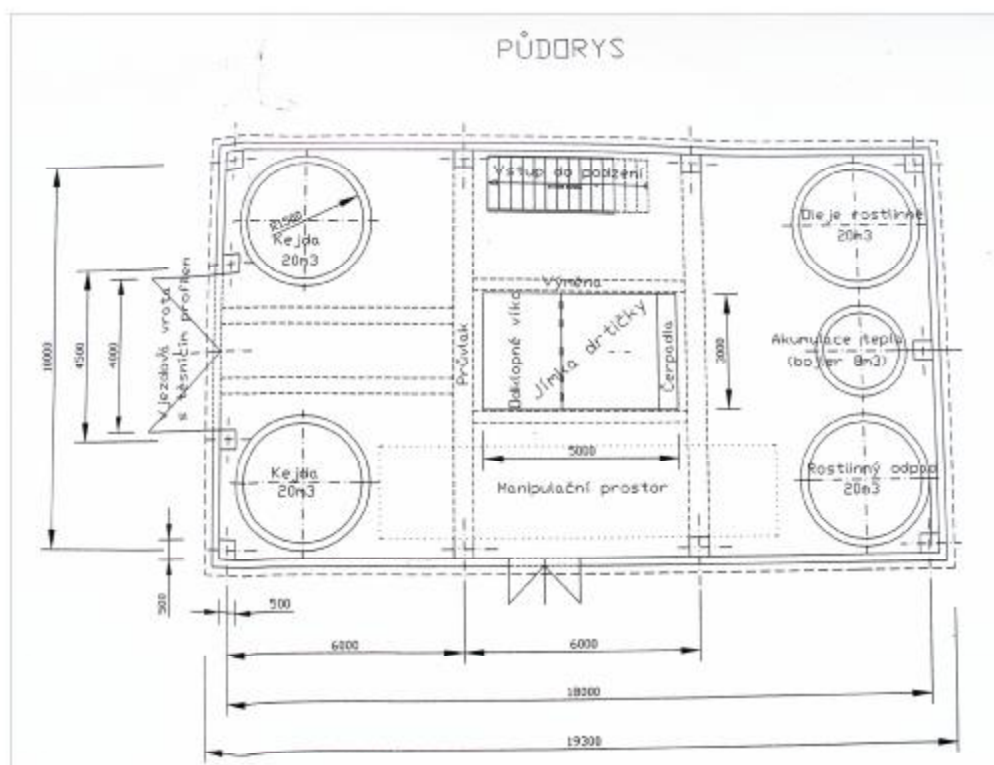 PŮDORYS
Vstup do podzení
R1500
Kejda
20m3
Oleje rostlinné
20m3
Výměna
Vjezdová vrata
s těsnícím profilem
10000
4500
4000
Průvlak
Odklopné víko
Jímka drtičky
Čerpadla
3000
Akumulace tepla
(bojler 8m3)
Kejda
20m3
5000
Manipulační prostor
Rostlinný odpad
20m3
500
500
6000
6000
18000
19300